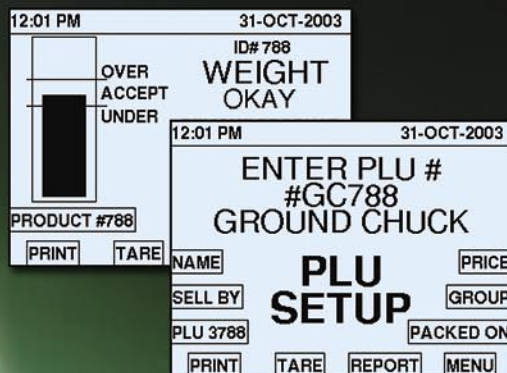 12:01 PM 31-OCT-2003
ID# 788
WEIGHT
OKAY
OVER
ACCEPT
UNDER
PRODUCT #788
PRINT TARE
12:01 PM 31-OCT-2003
ENTER PLU #
#GC788
GROUND CHUCK
PLU
SETUP
NAME PRICE
SELL BY GROUP
PLU 3788 PACKED ON
PRINT TARE REPORT MENU